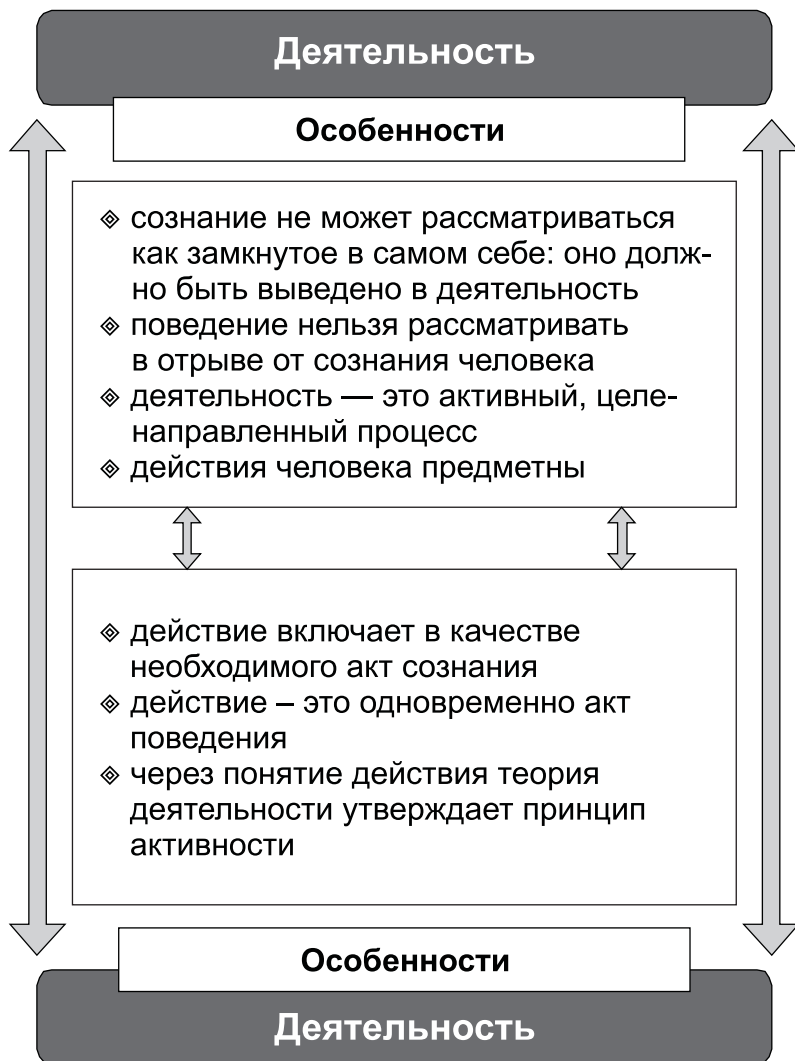 Деятельность
Особенности
сознание не может рассматриваться
как замкнутое в самом себе: оно долж-
но быть выведено в деятельность
поведение нельзя рассматривать
в отрыве от сознания человека
деятельность — это активный, целе-
направленный процесс
действия человека предметны
действие включает в качестве
необходимого акт сознания
действие – это одновременно акт
поведения
через понятие действия теория
деятельности утверждает принцип
активности
Особенности
Деятельность